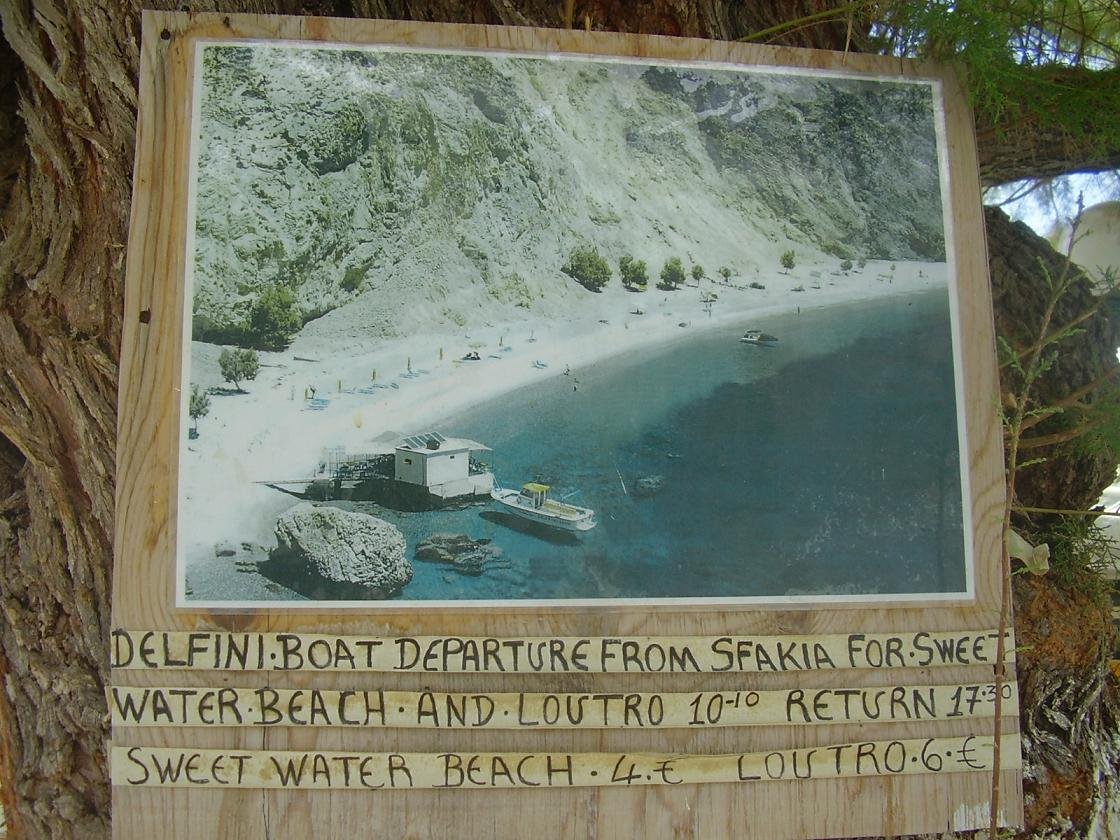 DELFINI·BOAT DEPARTURE FROM SFAKIA FOR·SWEET
WATER·BEACH·AND·LOUTRO 10-10 RETURN 17·30
SWEET WATER BEACH·4.€ LOUTRO·6·€